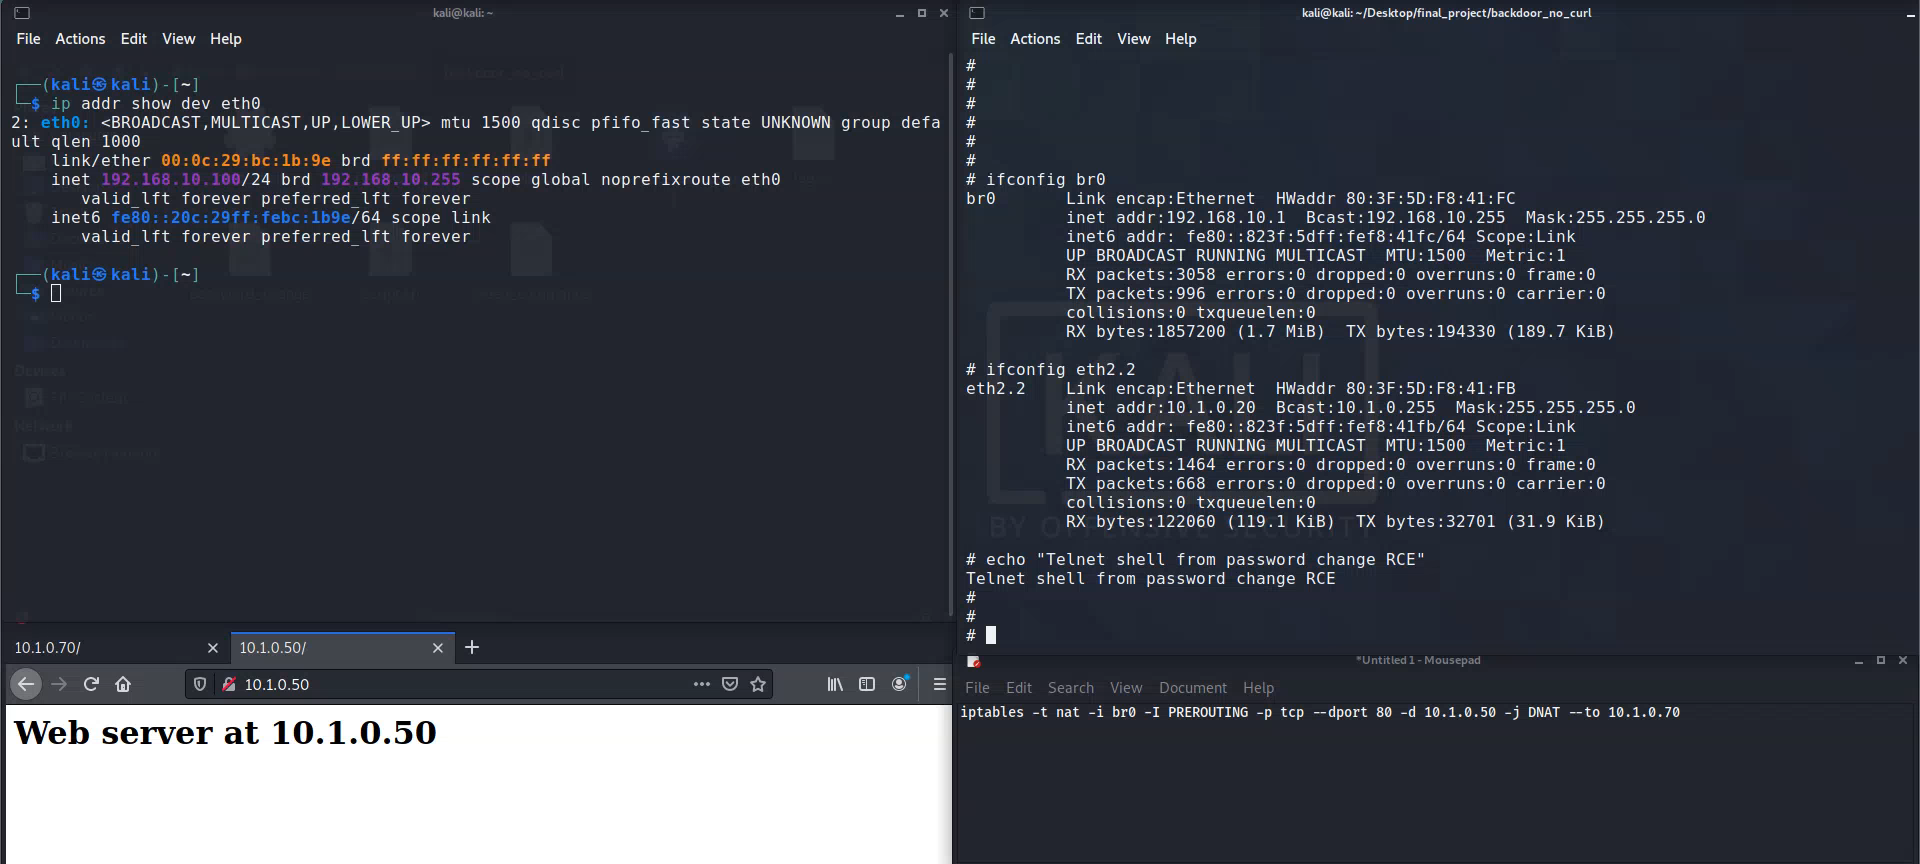 kali@kali: ~
File Actions Edit View Help
┌──(kali㉿kali)-[~]
└─$ ip addr show dev eth0
2: eth0: <BROADCAST,MULTICAST,UP,LOWER_UP> mtu 1500 qdisc pfifo_fast state UNKNOWN group defa
ult qlen 1000
link/ether 00:0c:29:bc:1b:9e brd ff:ff:ff:ff:ff:ff
inet 192.168.10.100/24 brd 192.168.10.255 scope global noprefixroute eth0
valid_lft forever preferred_lft forever
inet6 fe80::20c:29ff:febc:1b9e/64 scope link
valid_lft forever preferred_lft forever
┌──(kali㉿kali)-[~]
└─$
Devices
Network
kali@kali: ~/Desktop/final_project/backdoor_no_curl
File Actions Edit View Help
#
#
#
#
#
#
# ifconfig br0
br0 Link encap:Ethernet HWaddr 80:3F:5D:F8:41:FC
inet addr:192.168.10.1 Bcast:192.168.10.255 Mask:255.255.255.0
inet6 addr: fe80::823f:5dff:fef8:41fc/64 Scope:Link
UP BROADCAST RUNNING MULTICAST MTU:1500 Metric:1
RX packets:3058 errors:0 dropped:0 overruns:0 frame:0
TX packets:996 errors:0 dropped:0 overruns:0 carrier:0
collisions:0 txqueuelen:0
RX bytes:1857200 (1.7 MiB) TX bytes:194330 (189.7 KiB)
# ifconfig eth2.2
eth2.2 Link encap:Ethernet HWaddr 80:3F:5D:F8:41:FB
inet addr:10.1.0.20 Bcast:10.1.0.255 Mask:255.255.255.0
inet6 addr: fe80::823f:5dff:fef8:41fb/64 Scope:Link
UP BROADCAST RUNNING MULTICAST MTU:1500 Metric:1
RX packets:1464 errors:0 dropped:0 overruns:0 frame:0
TX packets:668 errors:0 dropped:0 overruns:0 carrier:0
collisions:0 txqueuelen:0
RX bytes:122060 (119.1 KiB) TX bytes:32701 (31.9 KiB)
# echo "Telnet shell from password change RCE"
Telnet shell from password change RCE
#
#
#
KALI
BY OFFENSIVE SECURITY
10.1.0.70/
10.1.0.50/
10.1.0.50
Web server at 10.1.0.50
*Untitled 1 - Mousepad
File Edit Search View Document Help
iptables -t nat -i br0 -I PREROUTING -p tcp --dport 80 -d 10.1.0.50 -j DNAT --to 10.1.0.70